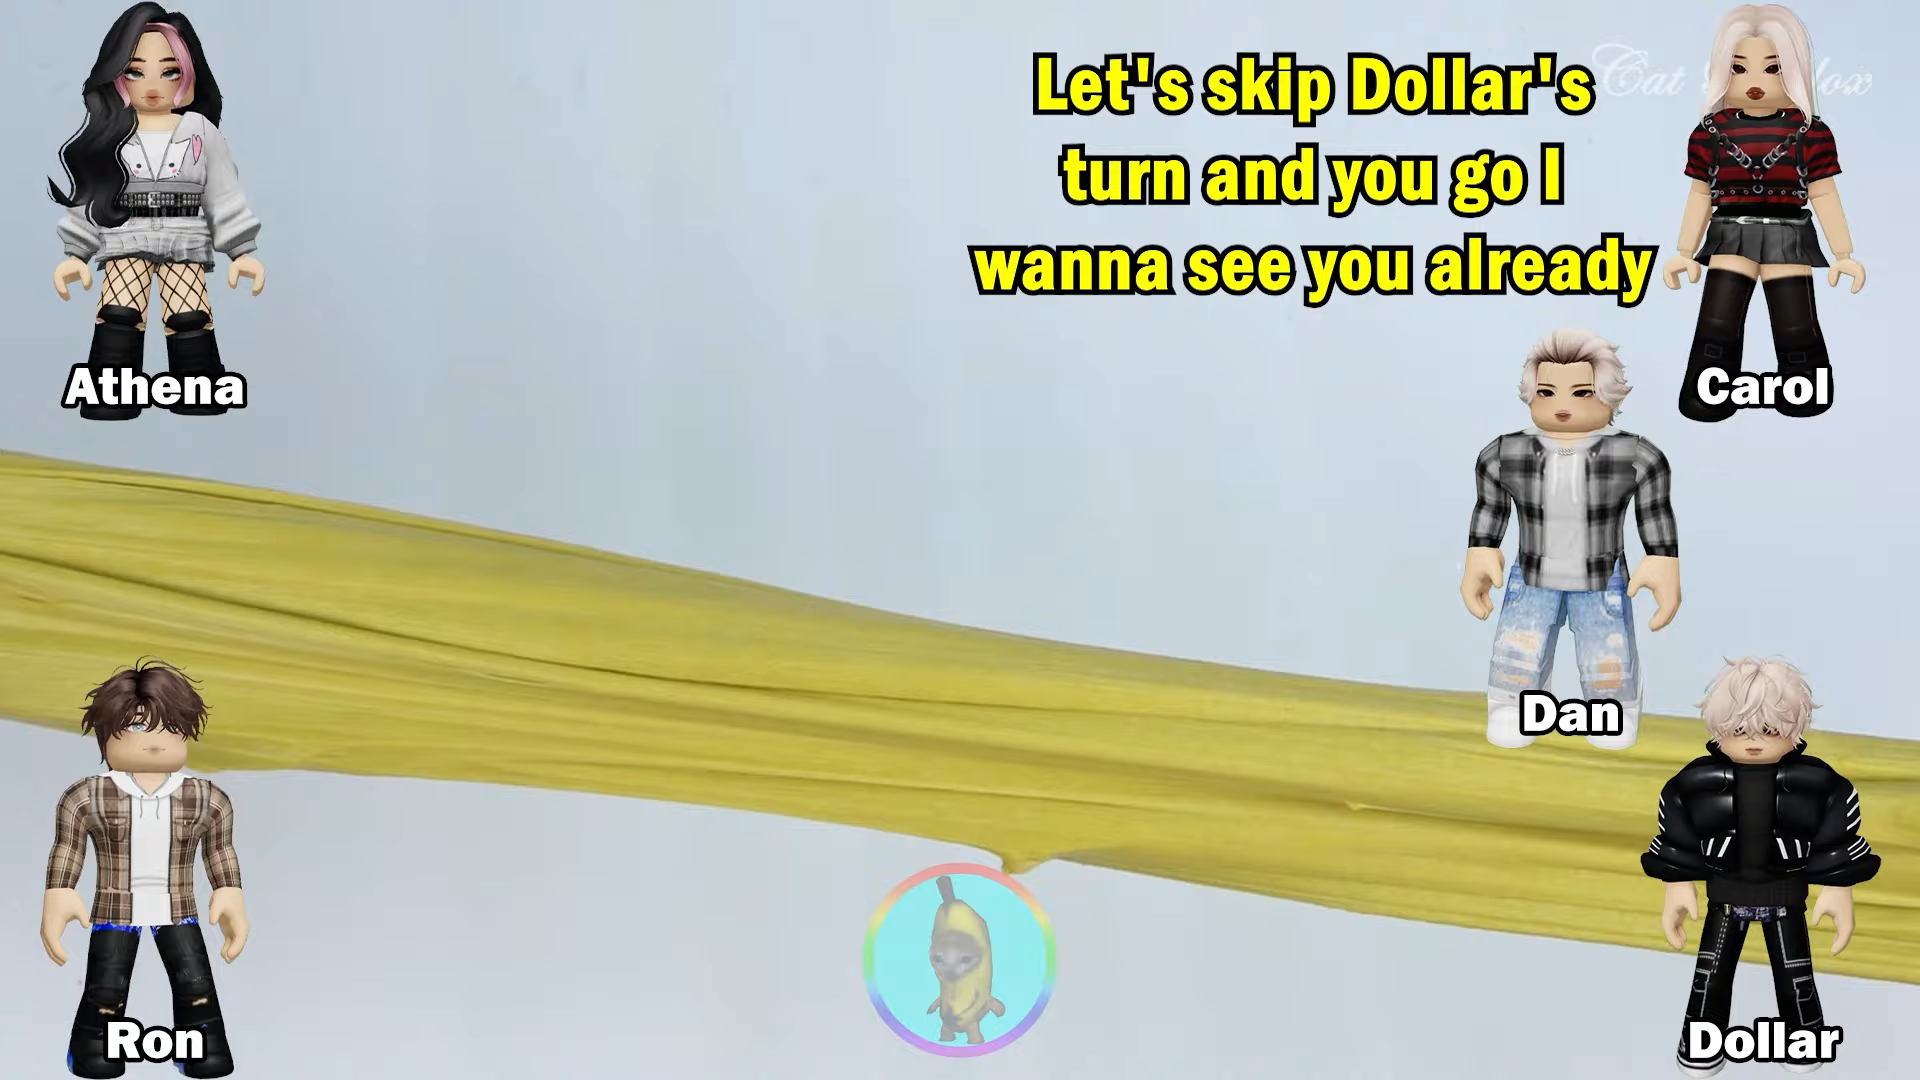 Let's skip Dollar's
turn and you go I
wanna see you already
Athena
Carol
Dan
Ron
Dollar